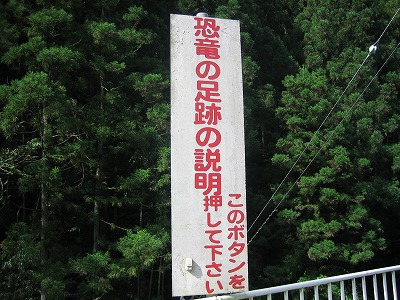 恐竜の足跡の説明
このボタンを
押して下さい